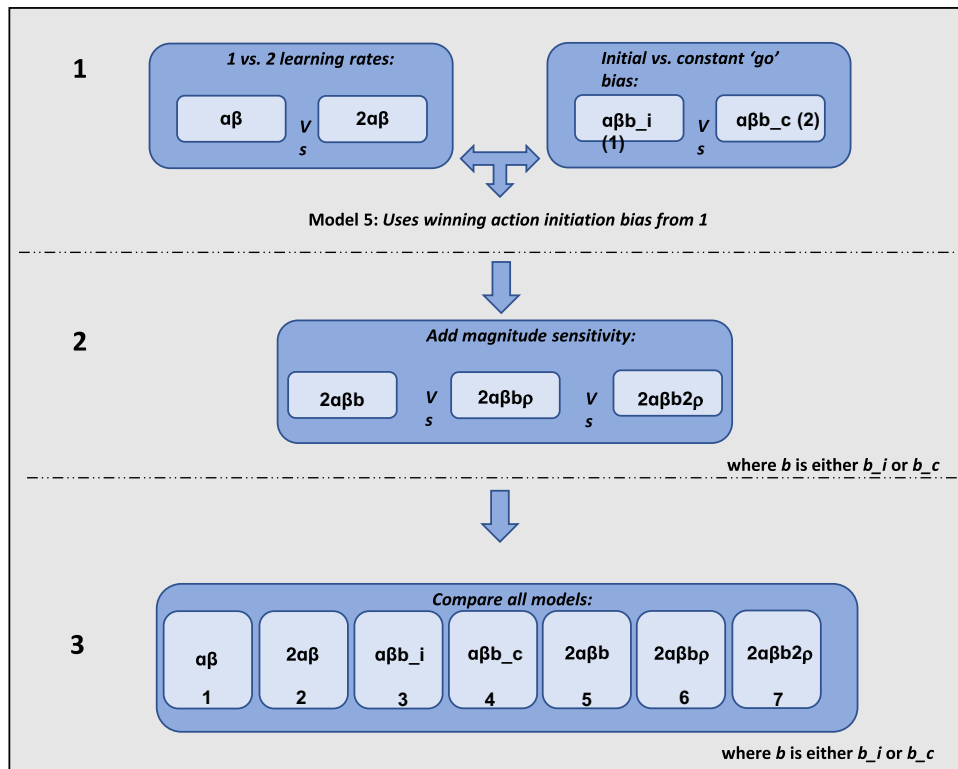 1
1 vs. 2 learning rates:
αβ
V
s
2αβ
Initial vs. constant ‘go’
bias:
αβb_i
(1)
V
s
αβb_c (2)
Model 5: Uses winning action initiation bias from 1
2
Add magnitude sensitivity:
2αβb
V
s
2αβbρ
V
s
2αβb2ρ
where b is either b_i or b_c
3
Compare all models:
αβ
1
2αβ
2
αβb_i
3
αβb_c
4
2αβb
5
2αβbρ
6
2αβb2ρ
7
where b is either b_i or b_c